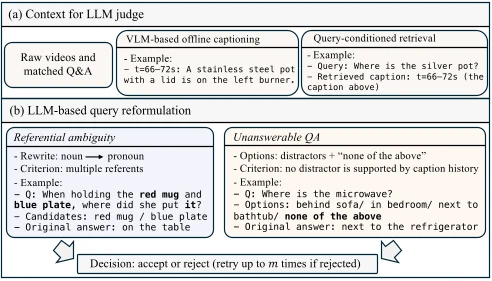 (a) Context for LLM judge
Raw videos and
matched Q&A
VLM-based offline captioning
- Example:
- t=66–72s: A stainless steel pot
with a lid is on the left burner.
Query-conditioned retrieval
- Example:
- Query: Where is the silver pot?
- Retrieved caption: t=66–72s (the
caption above)
(b) LLM-based query reformulation
Referential ambiguity
- Rewrite: noun ⟶ pronoun
- Criterion: multiple referents
- Example:
- Q: When holding the red mug and
blue plate, where did she put it?
- Candidates: red mug / blue plate
- Original answer: on the table
Unanswerable QA
- Options: distractors + “none of the above”
- Criterion: no distractor is supported by caption history
- Example:
- Q: Where is the microwave?
- Options: behind sofa/ in bedroom/ next to
bathtub/ none of the above
- Original answer: next to the refrigerator
Decision: accept or reject (retry up to m times if rejected)